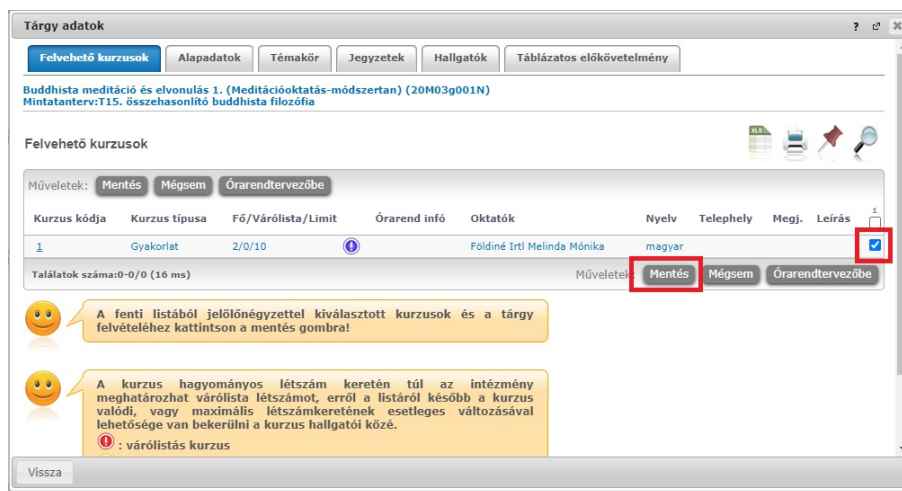 Tárgy adatok
?
Felvehető kurzusok Alapadatok Témakör Jegyzetek Hallgatók Táblázatos előkövetelmény
Buddhista meditáció és elvonulás 1. (Meditációoktatás-módszertan) (20M03g001N)
Mintatanterv:T15. összehasonlító buddhista filozófia
Felvehető kurzusok
XLS
Műveletek: Mentés Mégsem Órarendtervezőbe
Kurzus kódja Kurzus típusa Fő/Várólista/Limit Órarend infó Oktatók Nyelv Telephely Megj. Leírás 1
1 Gyakorlat 2/0/10 Földiné Irtl Melinda Mónika magyar
Találatok száma:0-0/0 (16 ms) Műveletek: Mentés Mégsem Órarendtervezőbe
A fenti listából jelölőnégyzettel kiválasztott kurzusok és a tárgy
felvételéhez kattintson a mentés gombra!
A kurzus hagyományos létszám keretén túl az intézmény
meghatározhat várólista létszámot, erről a listáról később a kurzus
valódi, vagy maximális létszámkeretének esetleges változásával
lehetősége van bekerülni a kurzus hallgatói közé.
: várólistás kurzus
Vissza